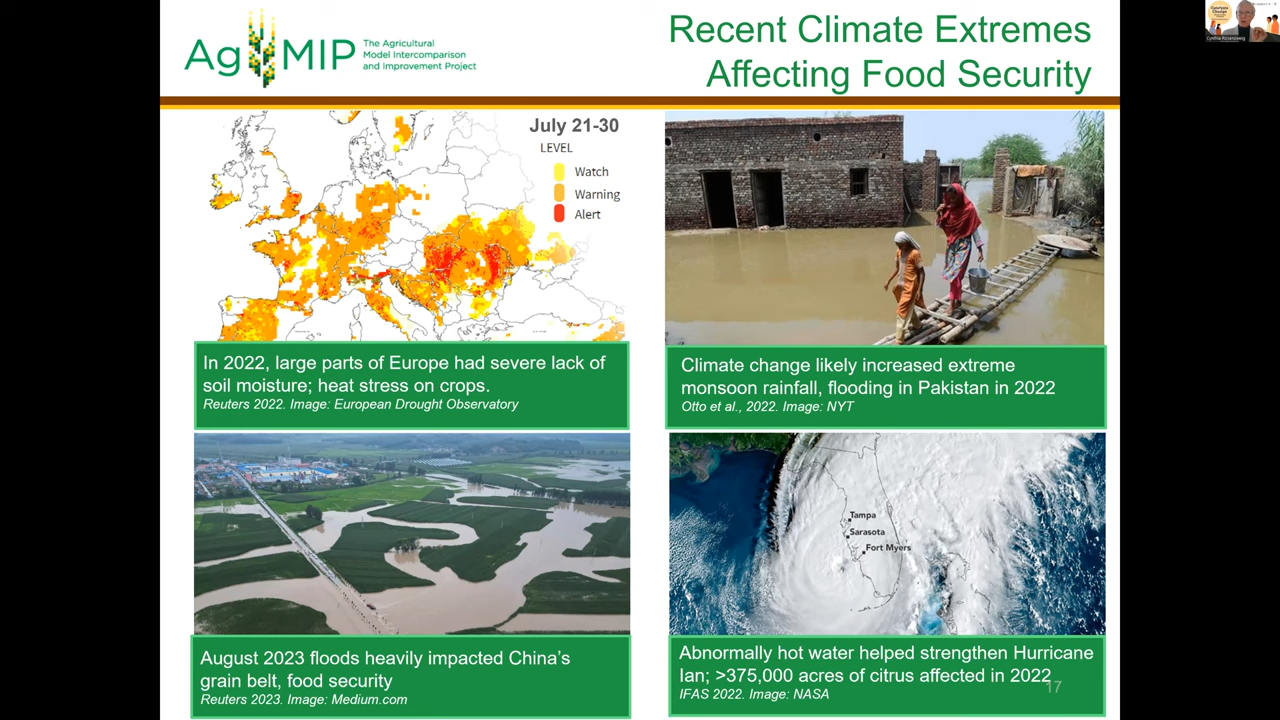 AgMIP
The Agricultural
Model Intercomparison
and Improvement Project
Recent Climate Extremes
Affecting Food Security
Cynthia Rosenzweig
July 21-30
LEVEL
Watch
Warning
Alert
In 2022, large parts of Europe had severe lack of
soil moisture; heat stress on crops.
Reuters 2022. Image: European Drought Observatory
Climate change likely increased extreme
monsoon rainfall, flooding in Pakistan in 2022
Otto et al., 2022. Image: NYT
August 2023 floods heavily impacted China's
grain belt, food security
Reuters 2023. Image: Medium.com
Tampa
Sarasota
Fort Myers
Abnormally hot water helped strengthen Hurricane
Ian; >375,000 acres of citrus affected in 2022
IFAS 2022. Image: NASA
17